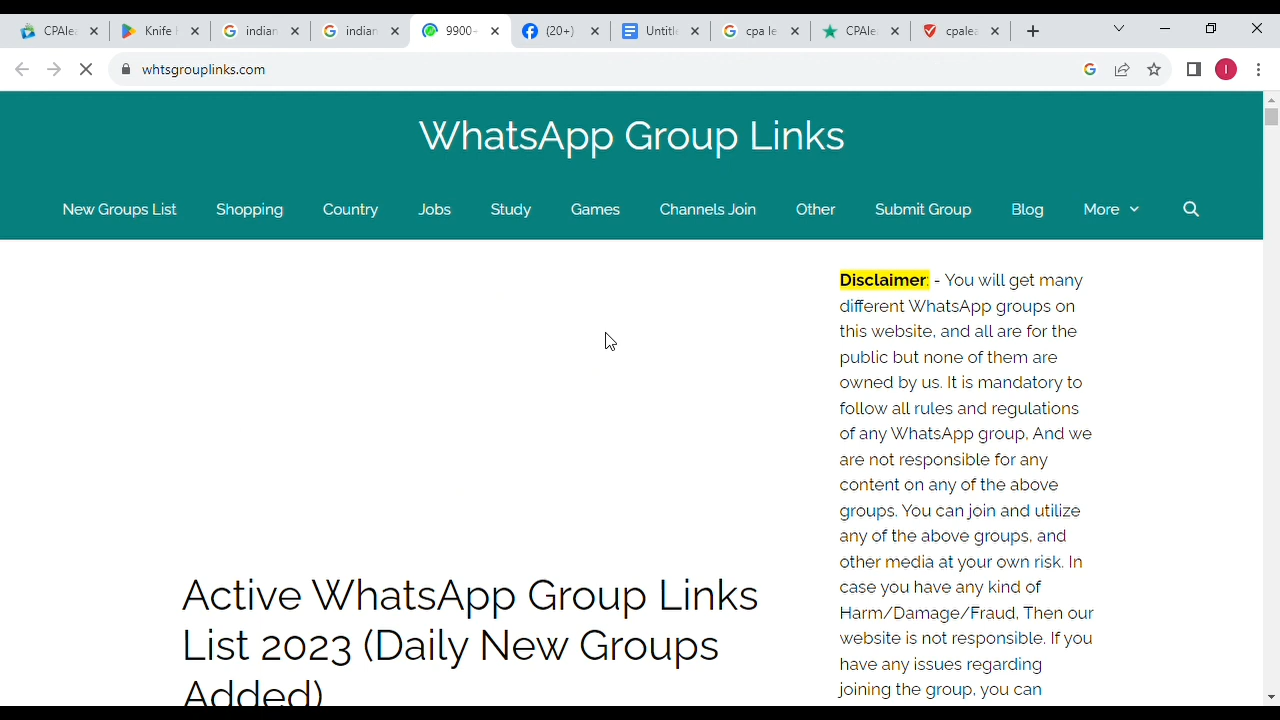 CPAle
Knife
indian
indian
9900+
(20+)
Untitl
cpa le
CPAle
cpalea
whtsgrouplinks.com
I
WhatsApp Group Links
New Groups List Shopping Country Jobs Study Games Channels Join Other Submit Group Blog More
Active WhatsApp Group Links
List 2023 (Daily New Groups
Added)
Disclaimer: - You will get many
different WhatsApp groups on
this website, and all are for the
public but none of them are
owned by us. It is mandatory to
follow all rules and regulations
of any WhatsApp group, And we
are not responsible for any
content on any of the above
groups. You can join and utilize
any of the above groups, and
other media at your own risk. In
case you have any kind of
Harm/Damage/Fraud, Then our
website is not responsible. If you
have any issues regarding
joining the group, you can